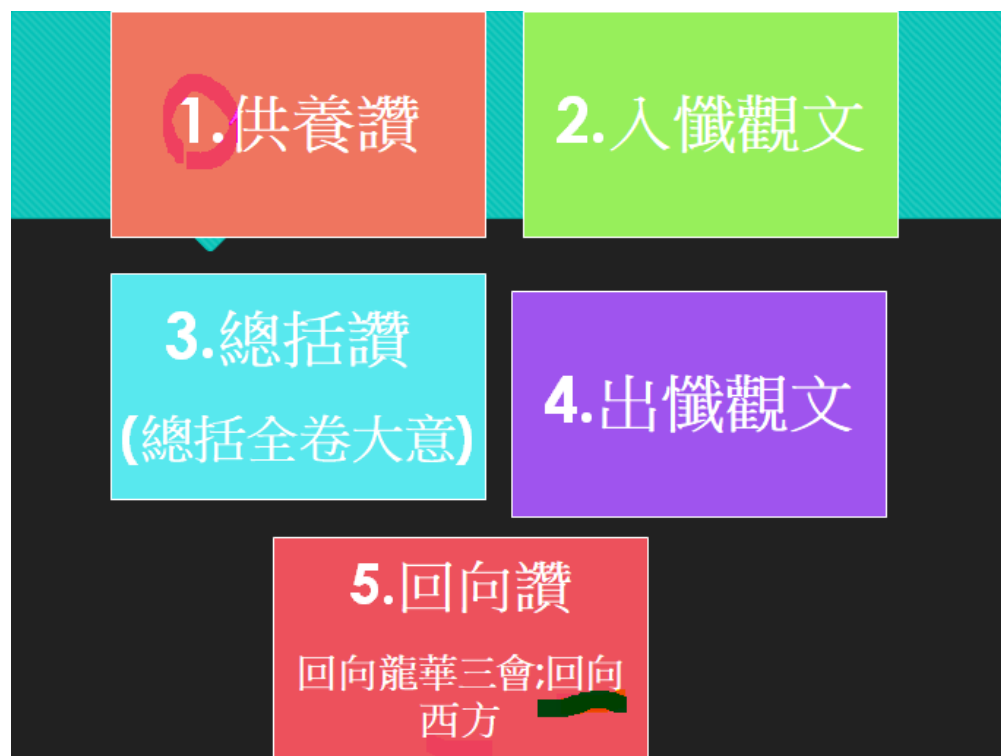 1.供養讚
2.入懺觀文
3.總括讚
(總括全卷大意)
4.出懺觀文
5.回向讚
回向龍華三會;回向
西方